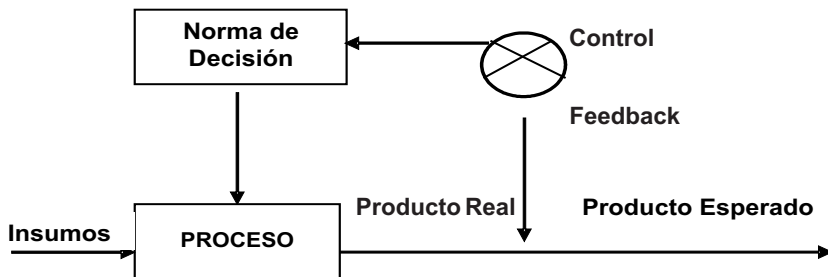 Norma de
Decisión
Control
Feedback
Producto Real
Producto Esperado
Insumos
PROCESO